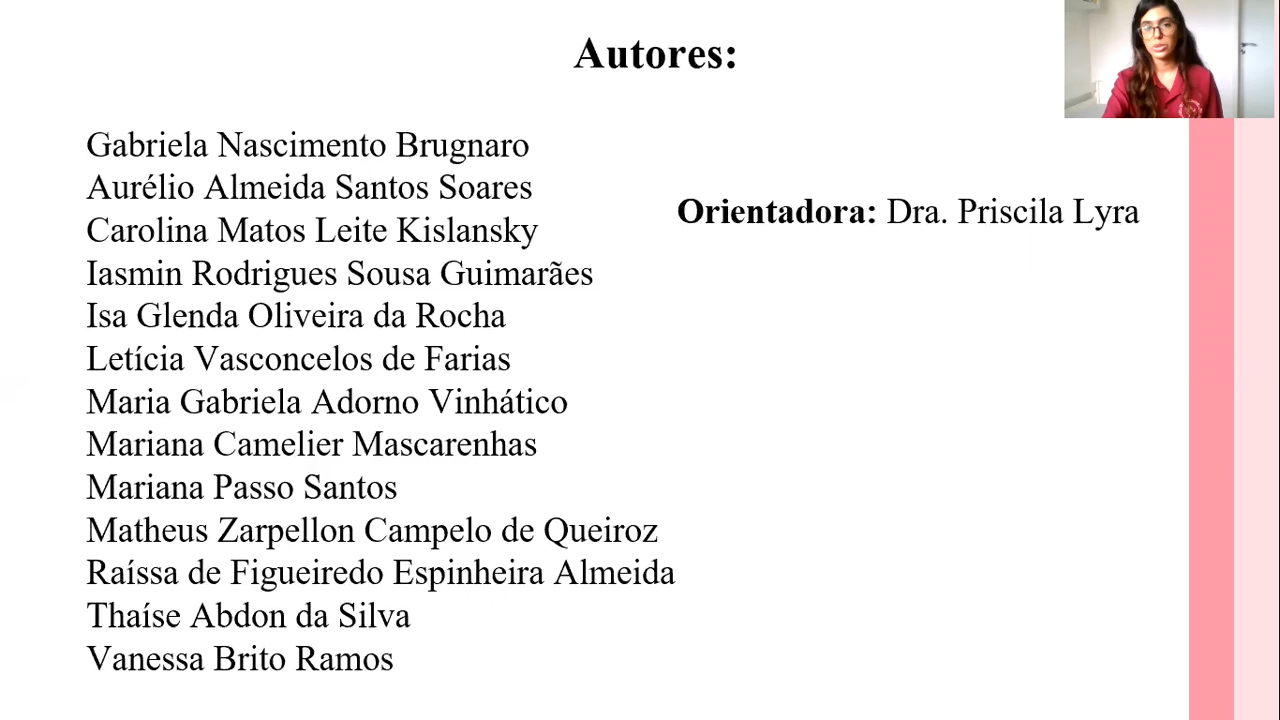 Autores:
Gabriela Nascimento Brugnaro
Aurélio Almeida Santos Soares
Carolina Matos Leite Kislansky
Iasmin Rodrigues Sousa Guimarães
Isa Glenda Oliveira da Rocha
Letícia Vasconcelos de Farias
Maria Gabriela Adorno Vinhático
Mariana Camelier Mascarenhas
Mariana Passo Santos
Matheus Zarpellon Campelo de Queiroz
Raíssa de Figueiredo Espinheira Almeida
Thaíse Abdon da Silva
Vanessa Brito Ramos
Orientadora: Dra. Priscila Lyra